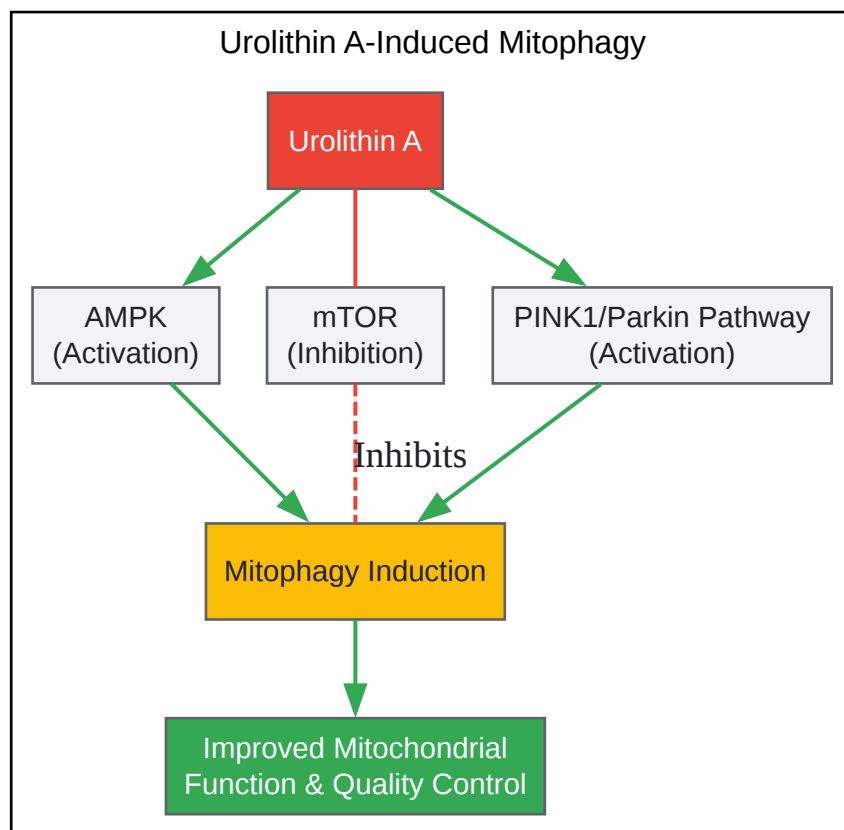 Urolithin A-Induced Mitophagy
Urolithin A
AMPK
(Activation)
mTOR
(Inhibition)
PINK1/Parkin Pathway
(Activation)
Inhibits
Mitophagy Induction
Improved Mitochondrial
Function & Quality Control